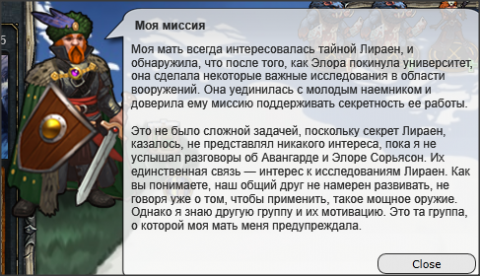 Моя миссия
Моя мать всегда интересовалась тайной Лираен, и
обнаружила, что после того, как Элора покинула университет,
она сделала некоторые важные исследования в области
вооружений. Она уединилась с молодым наемником и
доверила ему миссию поддерживать секретность ее работы.
Это не было сложной задачей, поскольку секрет Лираен,
казалось, не представлял никакого интереса, пока я не
услышал разговоры об Авангарде и Элоре Сорьясон. Их
единственная связь — интерес к исследованиям Лираен. Как
вы понимаете, наш общий друг не намерен развивать, не
говоря уже о том, чтобы применить, такое мощное оружие.
Однако я знаю другую группу и их мотивацию. Это та группа,
о которой моя мать меня предупреждала.
Close